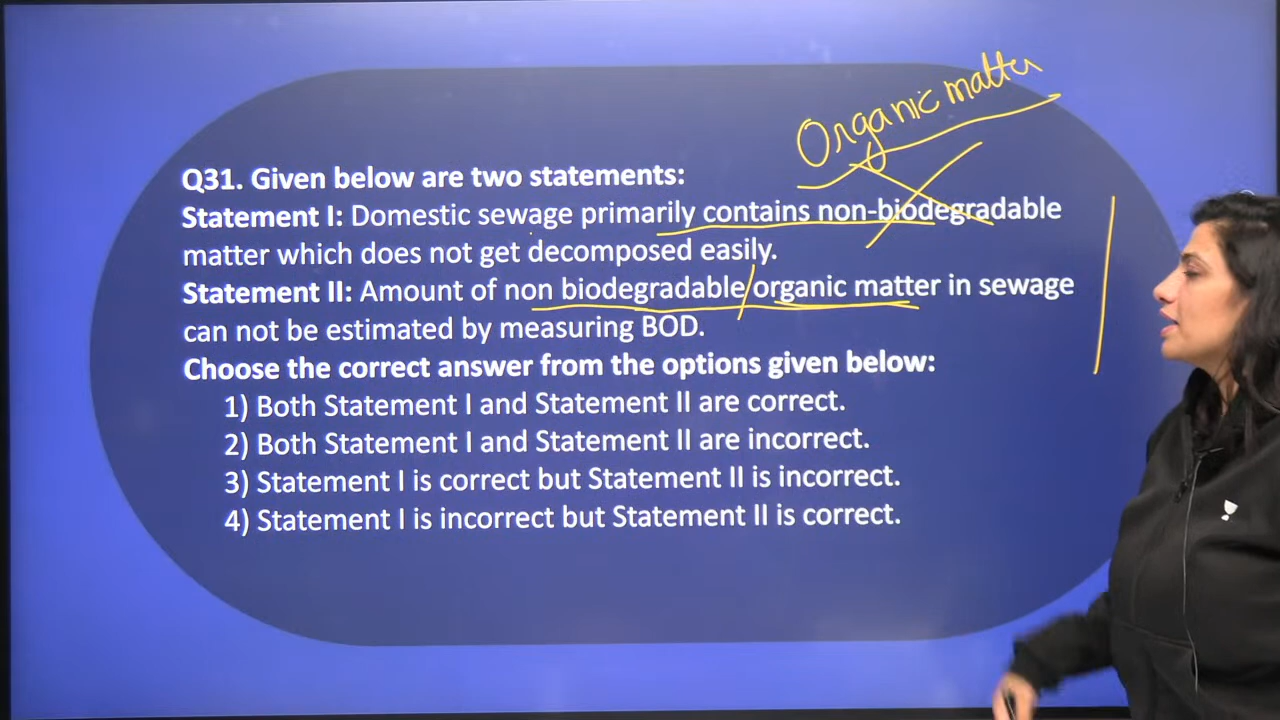 Organic matter
Q31. Given below are two statements:
Statement I: Domestic sewage primarily contains non-biodegradable
matter which does not get decomposed easily.
Statement II: Amount of non biodegradable/organic matter in sewage
can not be estimated by measuring BOD.
Choose the correct answer from the options given below:
1) Both Statement I and Statement II are correct.
2) Both Statement I and Statement II are incorrect.
3) Statement I is correct but Statement II is incorrect.
4) Statement I is incorrect but Statement II is correct.